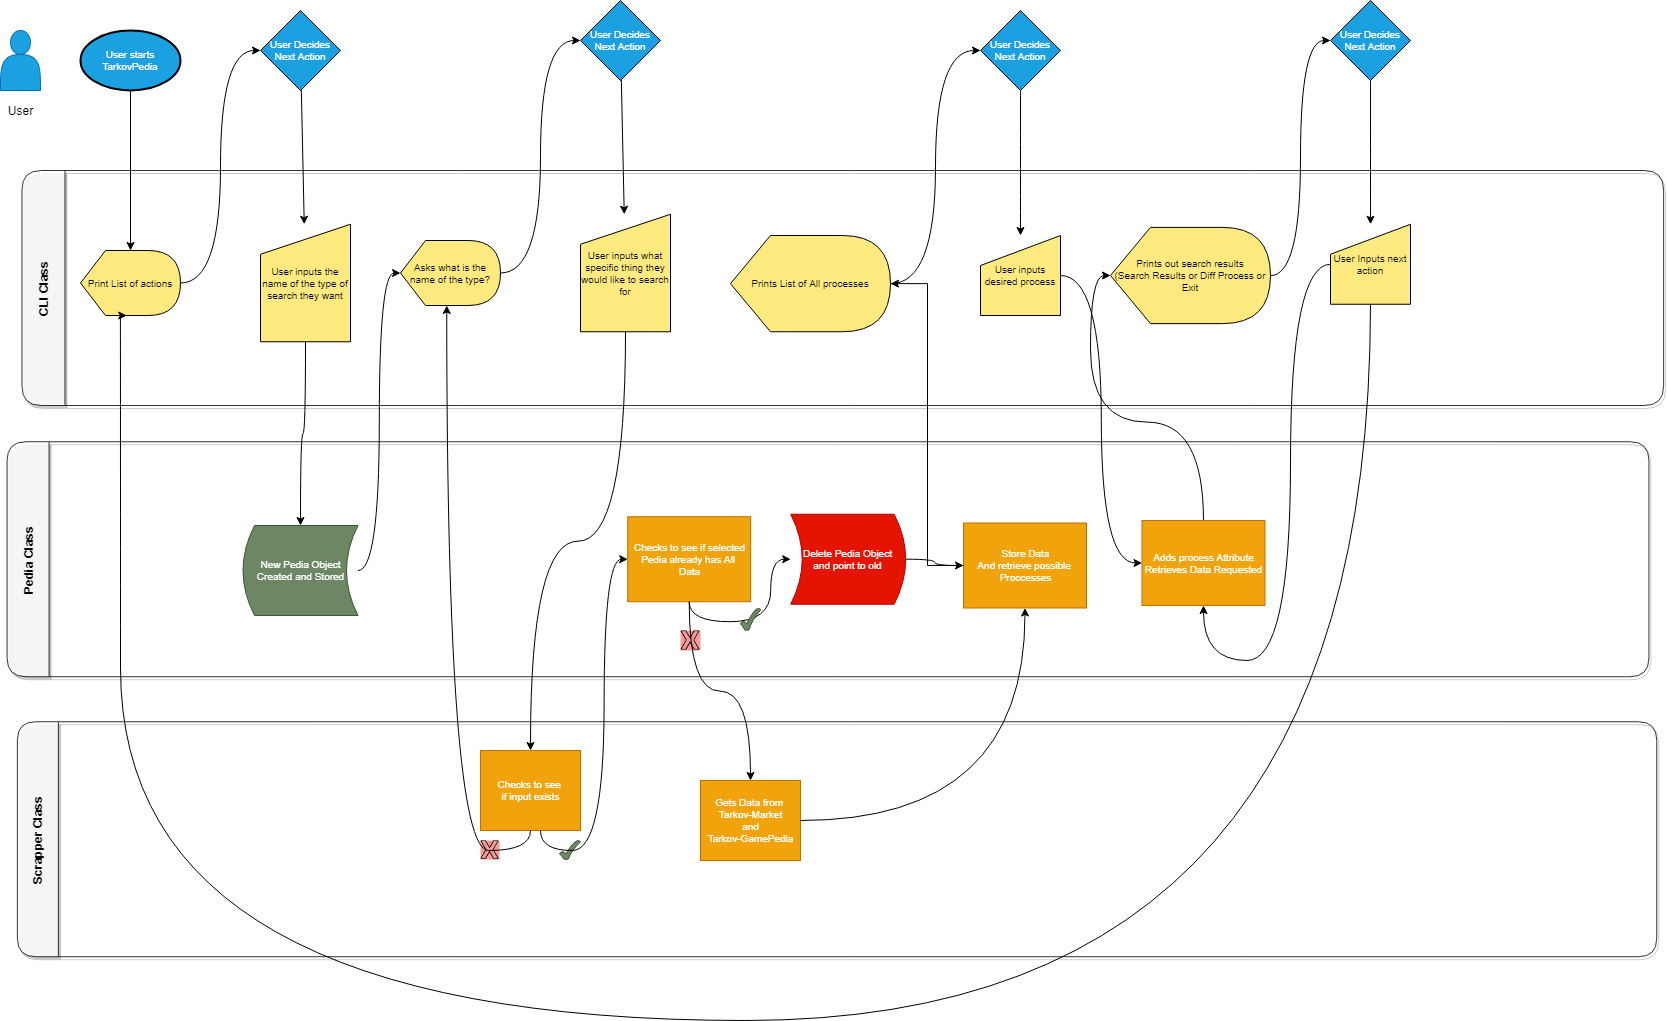 User
User starts
TarkovPedia
User Decides
Next Action
User Decides
Next Action
User Decides
Next Action
User Decides
Next Action
CLI Class
Print List of actions
User inputs the
name of the type of
search they want
Asks what is the
name of the type?
User inputs what
specific thing they
would like to search
for
Prints List of All processes
User inputs
desired process
Prints out search results
(Search Results or Diff Process or
Exit
User Inputs next
action
Pedia Class
New Pedia Object
Created and Stored
Checks to see if selected
Pedia already has All
Data
Delete Pedia Object
and point to old
Store Data
And retrieve possible
Proccesses
Adds process Attribute
Retrieves Data Requested
X
Scrapper Class
Checks to see
if input exists
X
Gets Data from
Tarkov-Market
and
Tarkov-GamePedia